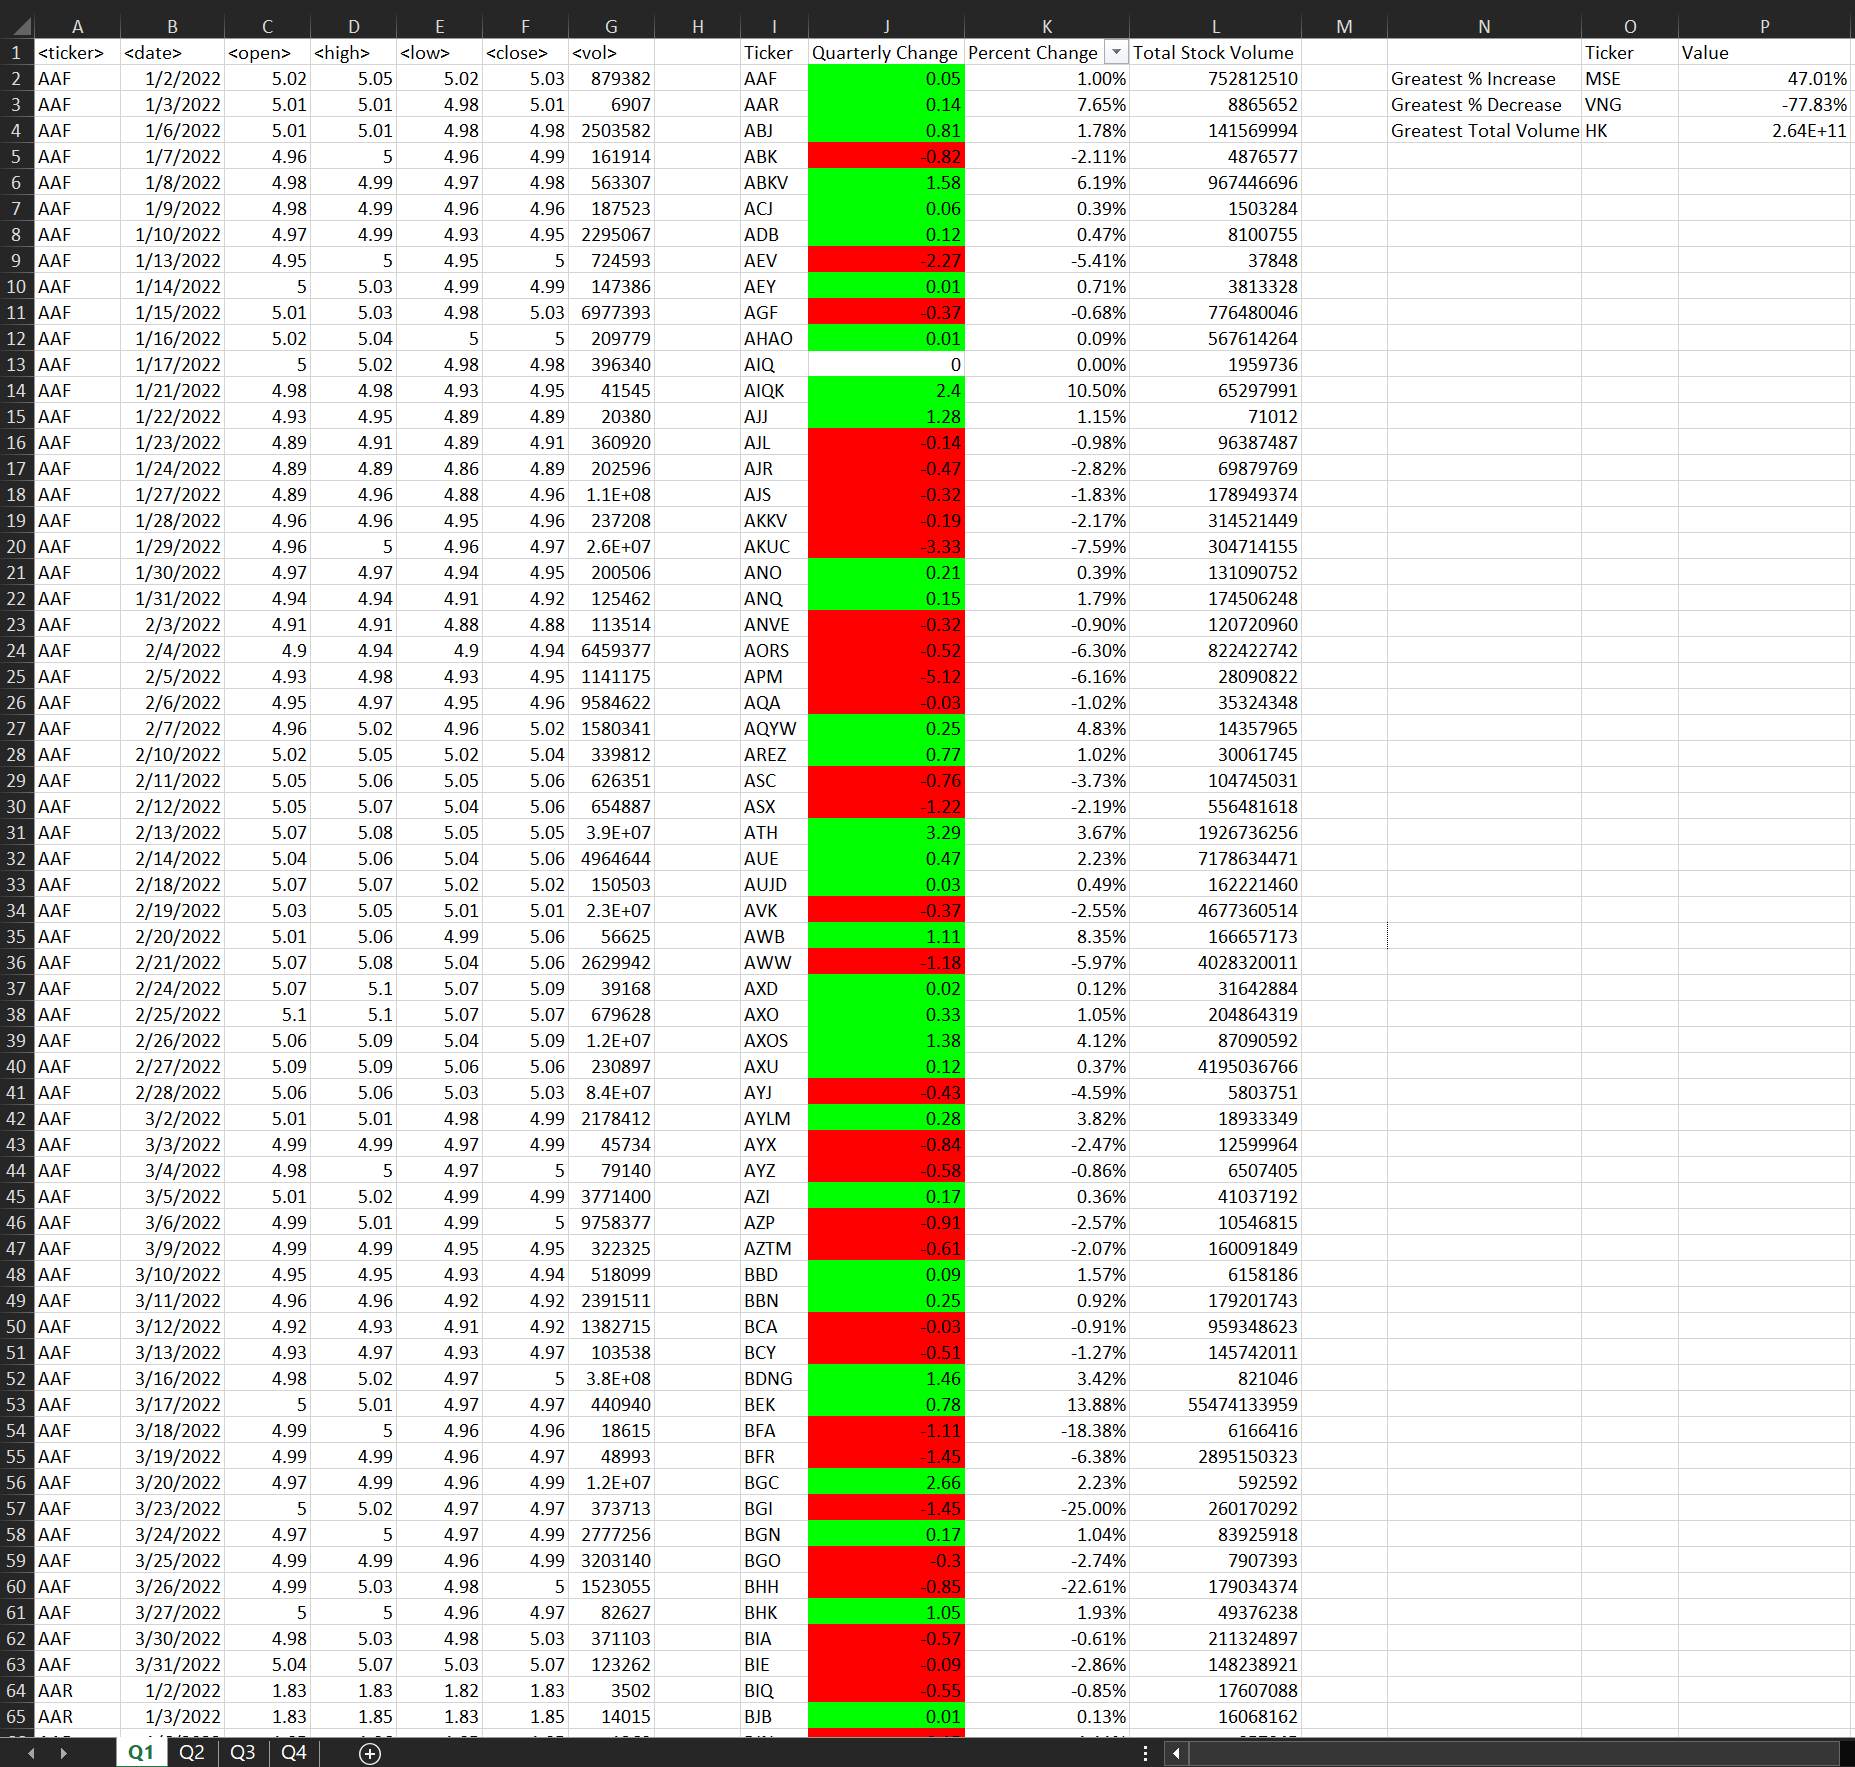 A B C D E F G H I J K L M N O P
1 <ticker> <date> <open> <high> <low> <close> <vol> Ticker Quarterly Change Percent Change Total Stock Volume Ticker Value
2 AAF 1/2/2022 5.02 5.05 5.02 5.03 879382 AAF 0.05 1.00% 752812510 Greatest % Increase MSE 47.01%
3 AAF 1/3/2022 5.01 5.01 4.98 5.01 6907 AAR 0.14 7.65% 8865652 Greatest % Decrease VNG -77.83%
4 AAF 1/6/2022 5.01 5.01 4.98 4.98 2503582 ABJ 0.81 1.78% 141569994 Greatest Total Volume HK 2.64E+11
5 AAF 1/7/2022 4.96 5 4.96 4.99 161914 ABK -0.82 -2.11% 4876577
6 AAF 1/8/2022 4.98 4.99 4.97 4.98 563307 ABKV 1.58 6.19% 967446696
7 AAF 1/9/2022 4.98 4.99 4.96 4.96 187523 ACJ 0.06 0.39% 1503284
8 AAF 1/10/2022 4.97 4.99 4.93 4.95 2295067 ADB 0.12 0.47% 8100755
9 AAF 1/13/2022 4.95 5 4.95 5 724593 AEV -2.27 -5.41% 37848
10 AAF 1/14/2022 5 5.03 4.99 4.99 147386 AEY 0.01 0.71% 3813328
11 AAF 1/15/2022 5.01 5.03 4.98 5.03 6977393 AGF -0.37 -0.68% 776480046
12 AAF 1/16/2022 5.02 5.04 5 5 209779 AHAO 0.01 0.09% 567614264
13 AAF 1/17/2022 5 5.02 4.98 4.98 396340 AIQ 0 0.00% 1959736
14 AAF 1/21/2022 4.98 4.98 4.93 4.95 41545 AIQK 2.4 10.50% 65297991
15 AAF 1/22/2022 4.93 4.95 4.89 4.89 20380 AJJ 1.28 1.15% 71012
16 AAF 1/23/2022 4.89 4.91 4.89 4.91 360920 AJL -0.14 -0.98% 96387487
17 AAF 1/24/2022 4.89 4.89 4.86 4.89 202596 AJR -0.47 -2.82% 69879769
18 AAF 1/27/2022 4.89 4.96 4.88 4.96 1.1E+08 AJS -0.32 -1.83% 178949374
19 AAF 1/28/2022 4.96 4.96 4.95 4.96 237208 AKKV -0.19 -2.17% 314521449
20 AAF 1/29/2022 4.96 5 4.96 4.97 2.6E+07 AKUC -3.33 -7.59% 304714155
21 AAF 1/30/2022 4.97 4.97 4.94 4.95 200506 ANO 0.21 0.39% 131090752
22 AAF 1/31/2022 4.94 4.94 4.91 4.92 125462 ANQ 0.15 1.79% 174506248
23 AAF 2/3/2022 4.91 4.91 4.88 4.88 113514 ANVE -0.32 -0.90% 120720960
24 AAF 2/4/2022 4.9 4.94 4.9 4.94 6459377 AORS -0.52 -6.30% 822422742
25 AAF 2/5/2022 4.93 4.98 4.93 4.95 1141175 APM -5.12 -6.16% 28090822
26 AAF 2/6/2022 4.95 4.97 4.95 4.96 9584622 AQA -0.03 -1.02% 35324348
27 AAF 2/7/2022 4.96 5.02 4.96 5.02 1580341 AQYW 0.25 4.83% 14357965
28 AAF 2/10/2022 5.02 5.05 5.02 5.04 339812 AREZ 0.77 1.02% 30061745
29 AAF 2/11/2022 5.05 5.06 5.05 5.06 626351 ASC -0.76 -3.73% 104745031
30 AAF 2/12/2022 5.05 5.07 5.04 5.06 654887 ASX -1.22 -2.19% 556481618
31 AAF 2/13/2022 5.07 5.08 5.05 5.05 3.9E+07 ATH 3.29 3.67% 1926736256
32 AAF 2/14/2022 5.04 5.06 5.04 5.06 4964644 AUE 0.47 2.23% 7178634471
33 AAF 2/18/2022 5.07 5.07 5.02 5.02 150503 AUJD 0.03 0.49% 162221460
34 AAF 2/19/2022 5.03 5.05 5.01 5.01 2.3E+07 AVK -0.37 -2.55% 4677360514
35 AAF 2/20/2022 5.01 5.06 4.99 5.06 56625 AWB 1.11 8.35% 166657173
36 AAF 2/21/2022 5.07 5.08 5.04 5.06 2629942 AWW -1.18 -5.97% 4028320011
37 AAF 2/24/2022 5.07 5.1 5.07 5.09 39168 AXD 0.02 0.12% 31642884
38 AAF 2/25/2022 5.1 5.1 5.07 5.07 679628 AXO 0.33 1.05% 204864319
39 AAF 2/26/2022 5.06 5.09 5.04 5.09 1.2E+07 AXOS 1.38 4.12% 87090592
40 AAF 2/27/2022 5.09 5.09 5.06 5.06 230897 AXU 0.12 0.37% 4195036766
41 AAF 2/28/2022 5.06 5.06 5.03 5.03 8.4E+07 AYJ -0.43 -4.59% 5803751
42 AAF 3/2/2022 5.01 5.01 4.98 4.99 2178412 AYLM 0.28 3.82% 18933349
43 AAF 3/3/2022 4.99 4.99 4.97 4.99 45734 AYX -0.84 -2.47% 12599964
44 AAF 3/4/2022 4.98 5 4.97 5 79140 AYZ -0.58 -0.86% 6507405
45 AAF 3/5/2022 5.01 5.02 4.99 4.99 3771400 AZI 0.17 0.36% 41037192
46 AAF 3/6/2022 4.99 5.01 4.99 5 9758377 AZP -0.91 -2.57% 10546815
47 AAF 3/9/2022 4.99 4.99 4.95 4.95 322325 AZTM -0.61 -2.07% 160091849
48 AAF 3/10/2022 4.95 4.95 4.93 4.94 518099 BBD 0.09 1.57% 6158186
49 AAF 3/11/2022 4.96 4.96 4.92 4.92 2391511 BBN 0.25 0.92% 179201743
50 AAF 3/12/2022 4.92 4.93 4.91 4.92 1382715 BCA -0.03 -0.91% 959348623
51 AAF 3/13/2022 4.93 4.97 4.93 4.97 103538 BCY -0.51 -1.27% 145742011
52 AAF 3/16/2022 4.98 5.02 4.97 5 3.8E+08 BDNG 1.46 3.42% 821046
53 AAF 3/17/2022 5 5.01 4.97 4.97 440940 BEK 0.78 13.88% 55474133959
54 AAF 3/18/2022 4.99 5 4.96 4.96 18615 BFA -1.11 -18.38% 6166416
55 AAF 3/19/2022 4.99 4.99 4.96 4.97 48993 BFR -1.45 -6.38% 2895150323
56 AAF 3/20/2022 4.97 4.99 4.96 4.99 1.2E+07 BGC 2.66 2.23% 592592
57 AAF 3/23/2022 5 5.02 4.97 4.97 373713 BGI -1.45 -25.00% 260170292
58 AAF 3/24/2022 4.97 5 4.97 4.99 2777256 BGN 0.17 1.04% 83925918
59 AAF 3/25/2022 4.99 4.99 4.96 4.99 3203140 BGO -0.3 -2.74% 7907393
60 AAF 3/26/2022 4.99 5.03 4.98 5 1523055 BHH -0.85 -22.61% 179034374
61 AAF 3/27/2022 5 5 4.96 4.97 82627 BHK 1.05 1.93% 49376238
62 AAF 3/30/2022 4.98 5.03 4.98 5.03 371103 BIA -0.57 -0.61% 211324897
63 AAF 3/31/2022 5.04 5.07 5.03 5.07 123262 BIE -0.09 -2.86% 148238921
64 AAR 1/2/2022 1.83 1.83 1.82 1.83 3502 BIQ -0.55 -0.85% 17607088
65 AAR 1/3/2022 1.83 1.85 1.83 1.85 14015 BJB 0.01 0.13% 16068162
Q1 Q2 Q3 Q4